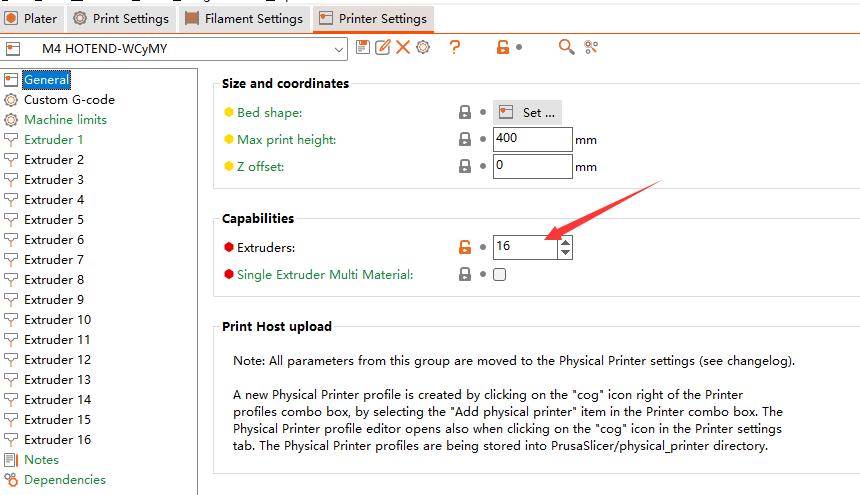 Plater
Print Settings
Filament Settings
Printer Settings
M4 HOTEND-WCyMY
?
General
Custom G-code
Machine limits
Extruder 1
Extruder 2
Extruder 3
Extruder 4
Extruder 5
Extruder 6
Extruder 7
Extruder 8
Extruder 9
Extruder 10
Extruder 11
Extruder 12
Extruder 13
Extruder 14
Extruder 15
Extruder 16
Notes
Dependencies
Size and coordinates
Bed shape:
Set ...
Max print height:
400
mm
Z offset:
0
mm
Capabilities
Extruders:
16
Single Extruder Multi Material:
Print Host upload
Note: All parameters from this group are moved to the Physical Printer settings (see changelog).
A new Physical Printer profile is created by clicking on the "cog" icon right of the Printer
profiles combo box, by selecting the "Add physical printer" item in the Printer combo box. The
Physical Printer profile editor opens also when clicking on the "cog" icon in the Printer settings
tab. The Physical Printer profiles are being stored into PrusaSlicer/physical_printer directory.